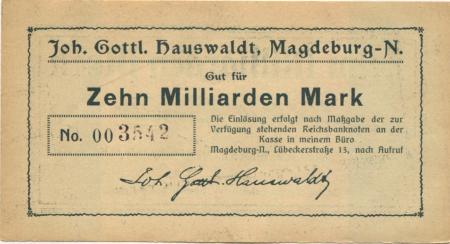 Joh. Gottl. Hauswaldt, Magdeburg-N.
Gut für
Zehn Milliarden Mark
No. 003542
Die Einlösung erfolgt nach Maßgabe der zur
Verfügung stehenden Reichsbanknoten an der
Kasse in meinem Büro
Magdeburg-N., Lübeckerstraße 13, nach Aufruf
Joh. Gottl. Hauswaldt